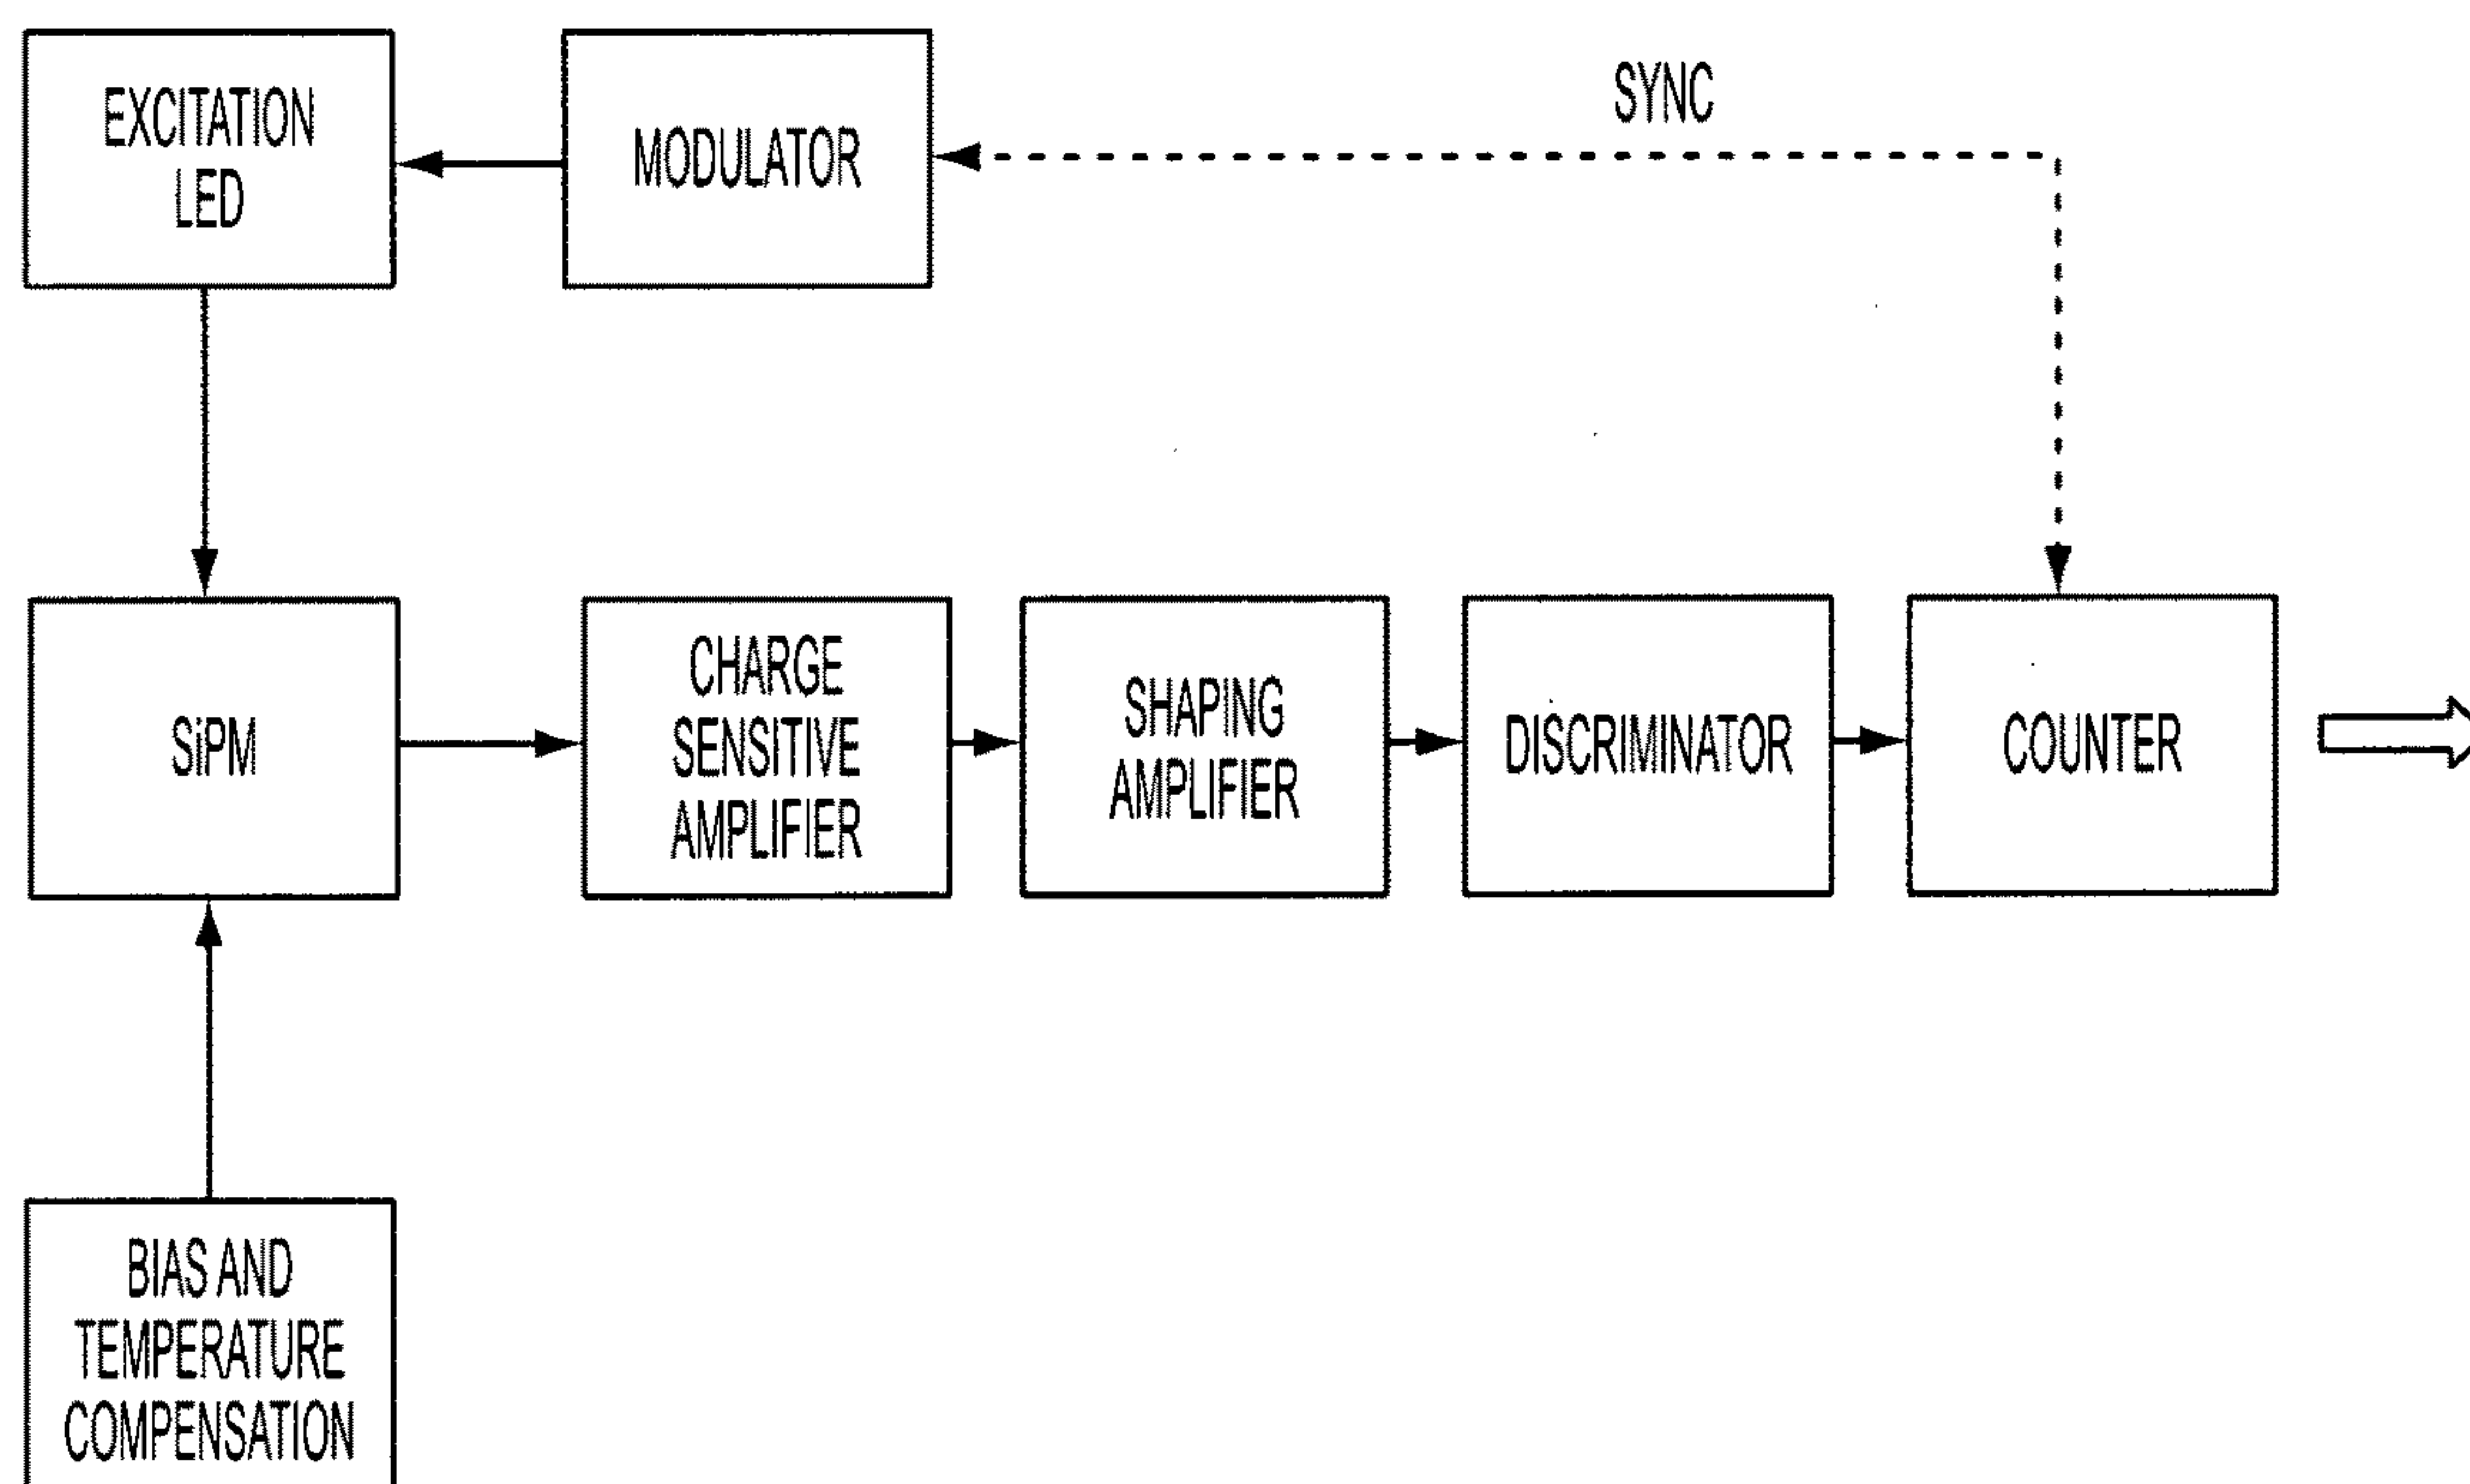 EXCITATION
LED
MODULATOR
SYNC
SiPM
CHARGE
SENSITIVE
AMPLIFIER
SHAPING
AMPLIFIER
DISCRIMINATOR
COUNTER
BIAS AND
TEMPERATURE
COMPENSATION